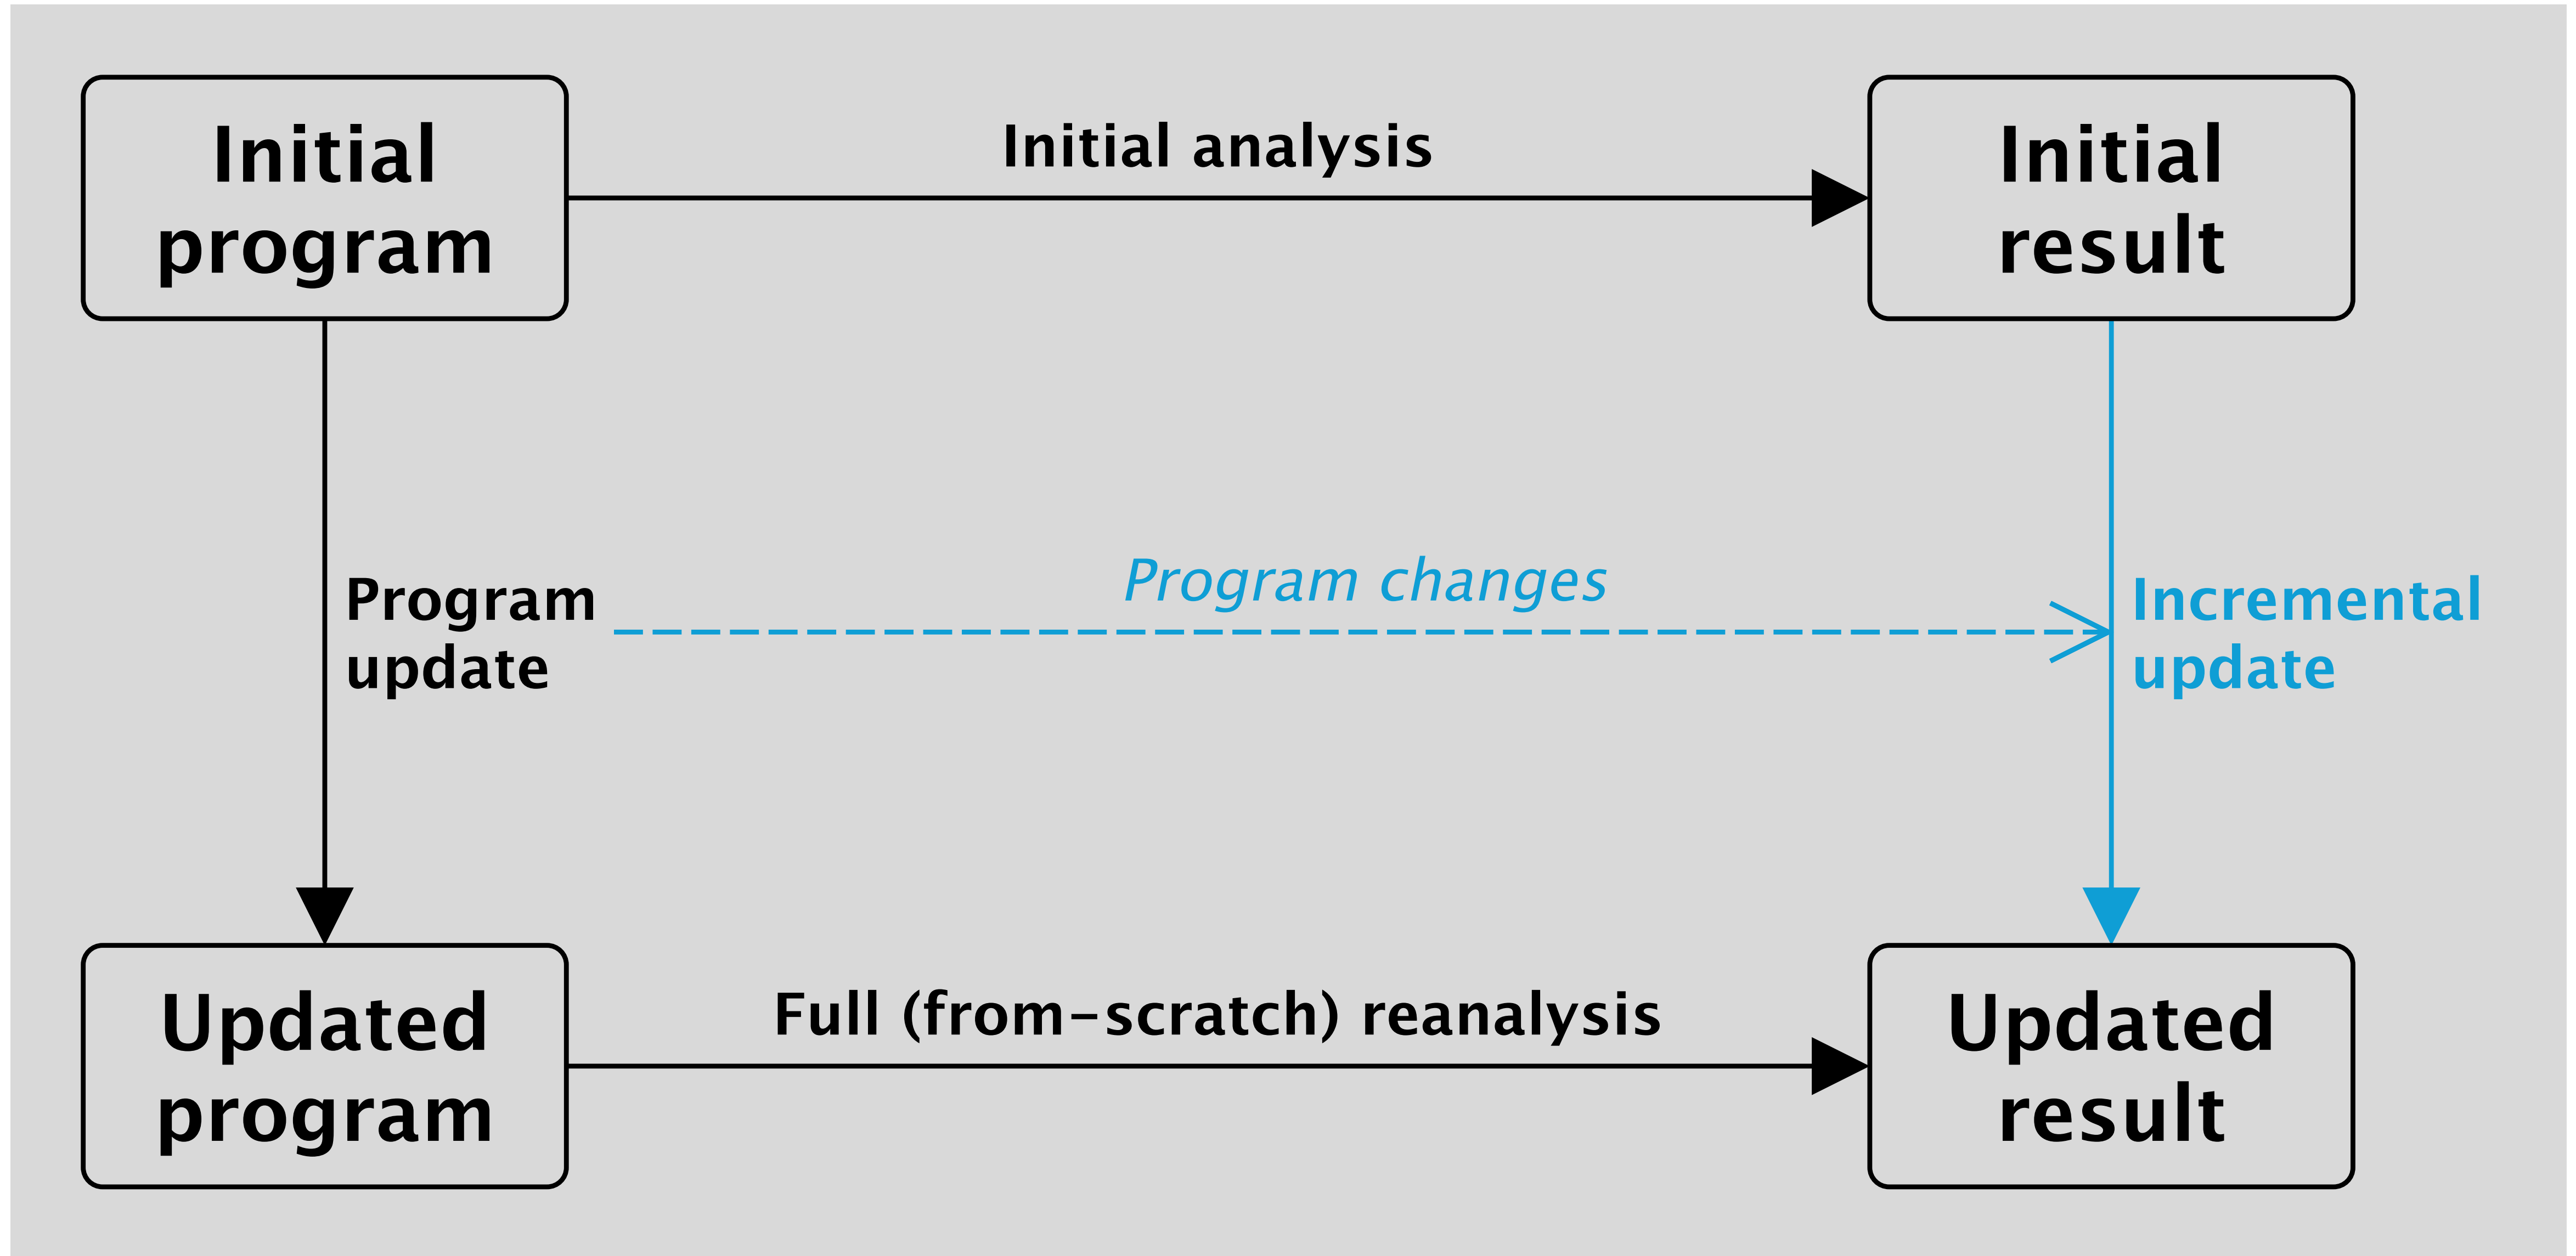 Initial
program
Initial analysis
Initial
result
Program
update
Program changes
Incremental
update
Updated
program
Full (from-scratch) reanalysis
Updated
result